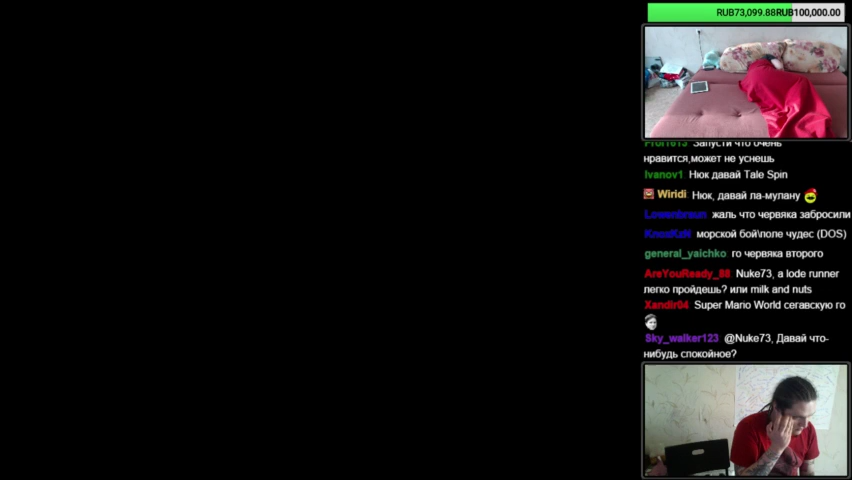 RUB73,099.88RUB100,000.00
Запусти что очень
нравится,может не уснешь
Ivanov1 Нюк давай Tale Spin
Wiridi Нюк, давай ла-мулану
Lowenbraun жаль что червяка забросили
морской бой\поле чудес (DOS)
general_yaichko го червяка второго
AreYouReady_88 Nuke73, а lode runner
легко пройдешь? или milk and nuts
Xandir04 Super Mario World сегавскую го
Sky_walker123 @Nuke73, Давай что-
нибудь спокойное?